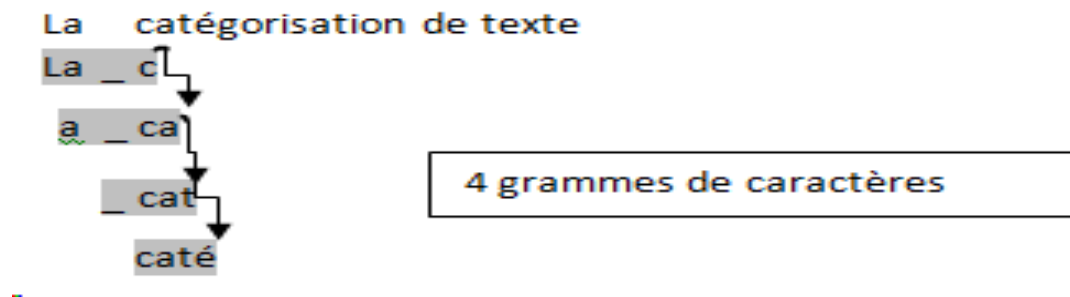 La catégorisation de texte
La _ c
a _ ca
_ cat
4 grammes de caractères
caté